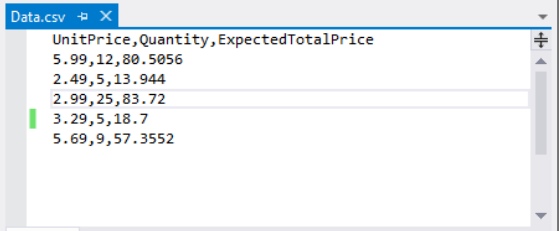 Data.csv
UnitPrice,Quantity,ExpectedTotalPrice
5.99,12,80.5056
2.49,5,13.944
2.99,25,83.72
3.29,5,18.7
5.69,9,57.3552